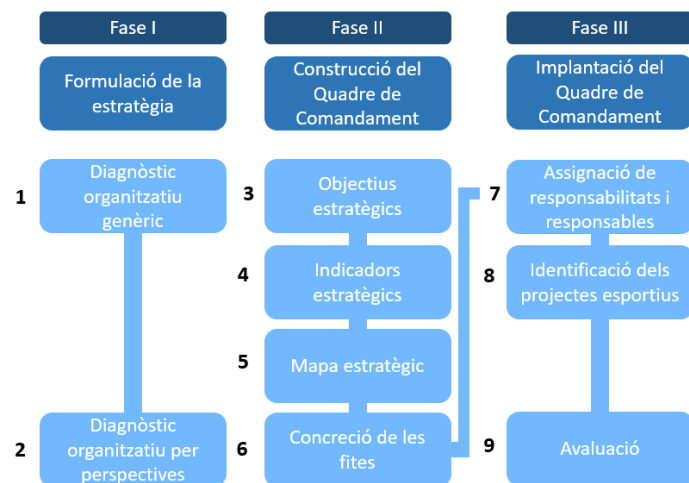 Fase I
Formulació de la
estratègia
1
Diagnòstic
organitzatiu
genèric
2
Diagnòstic
organitzatiu per
perspectives
Fase II
Construcció del
Quadre de
Comandament
3
Objectius
estratègics
4
Indicadors
estratègics
5
Mapa estratègic
6
Concreció de les
fites
Fase III
Implantació del
Quadre de
Comandament
7
Assignació de
responsabilitats i
responsables
8
Identificació dels
projectes esportius
9
Avaluació